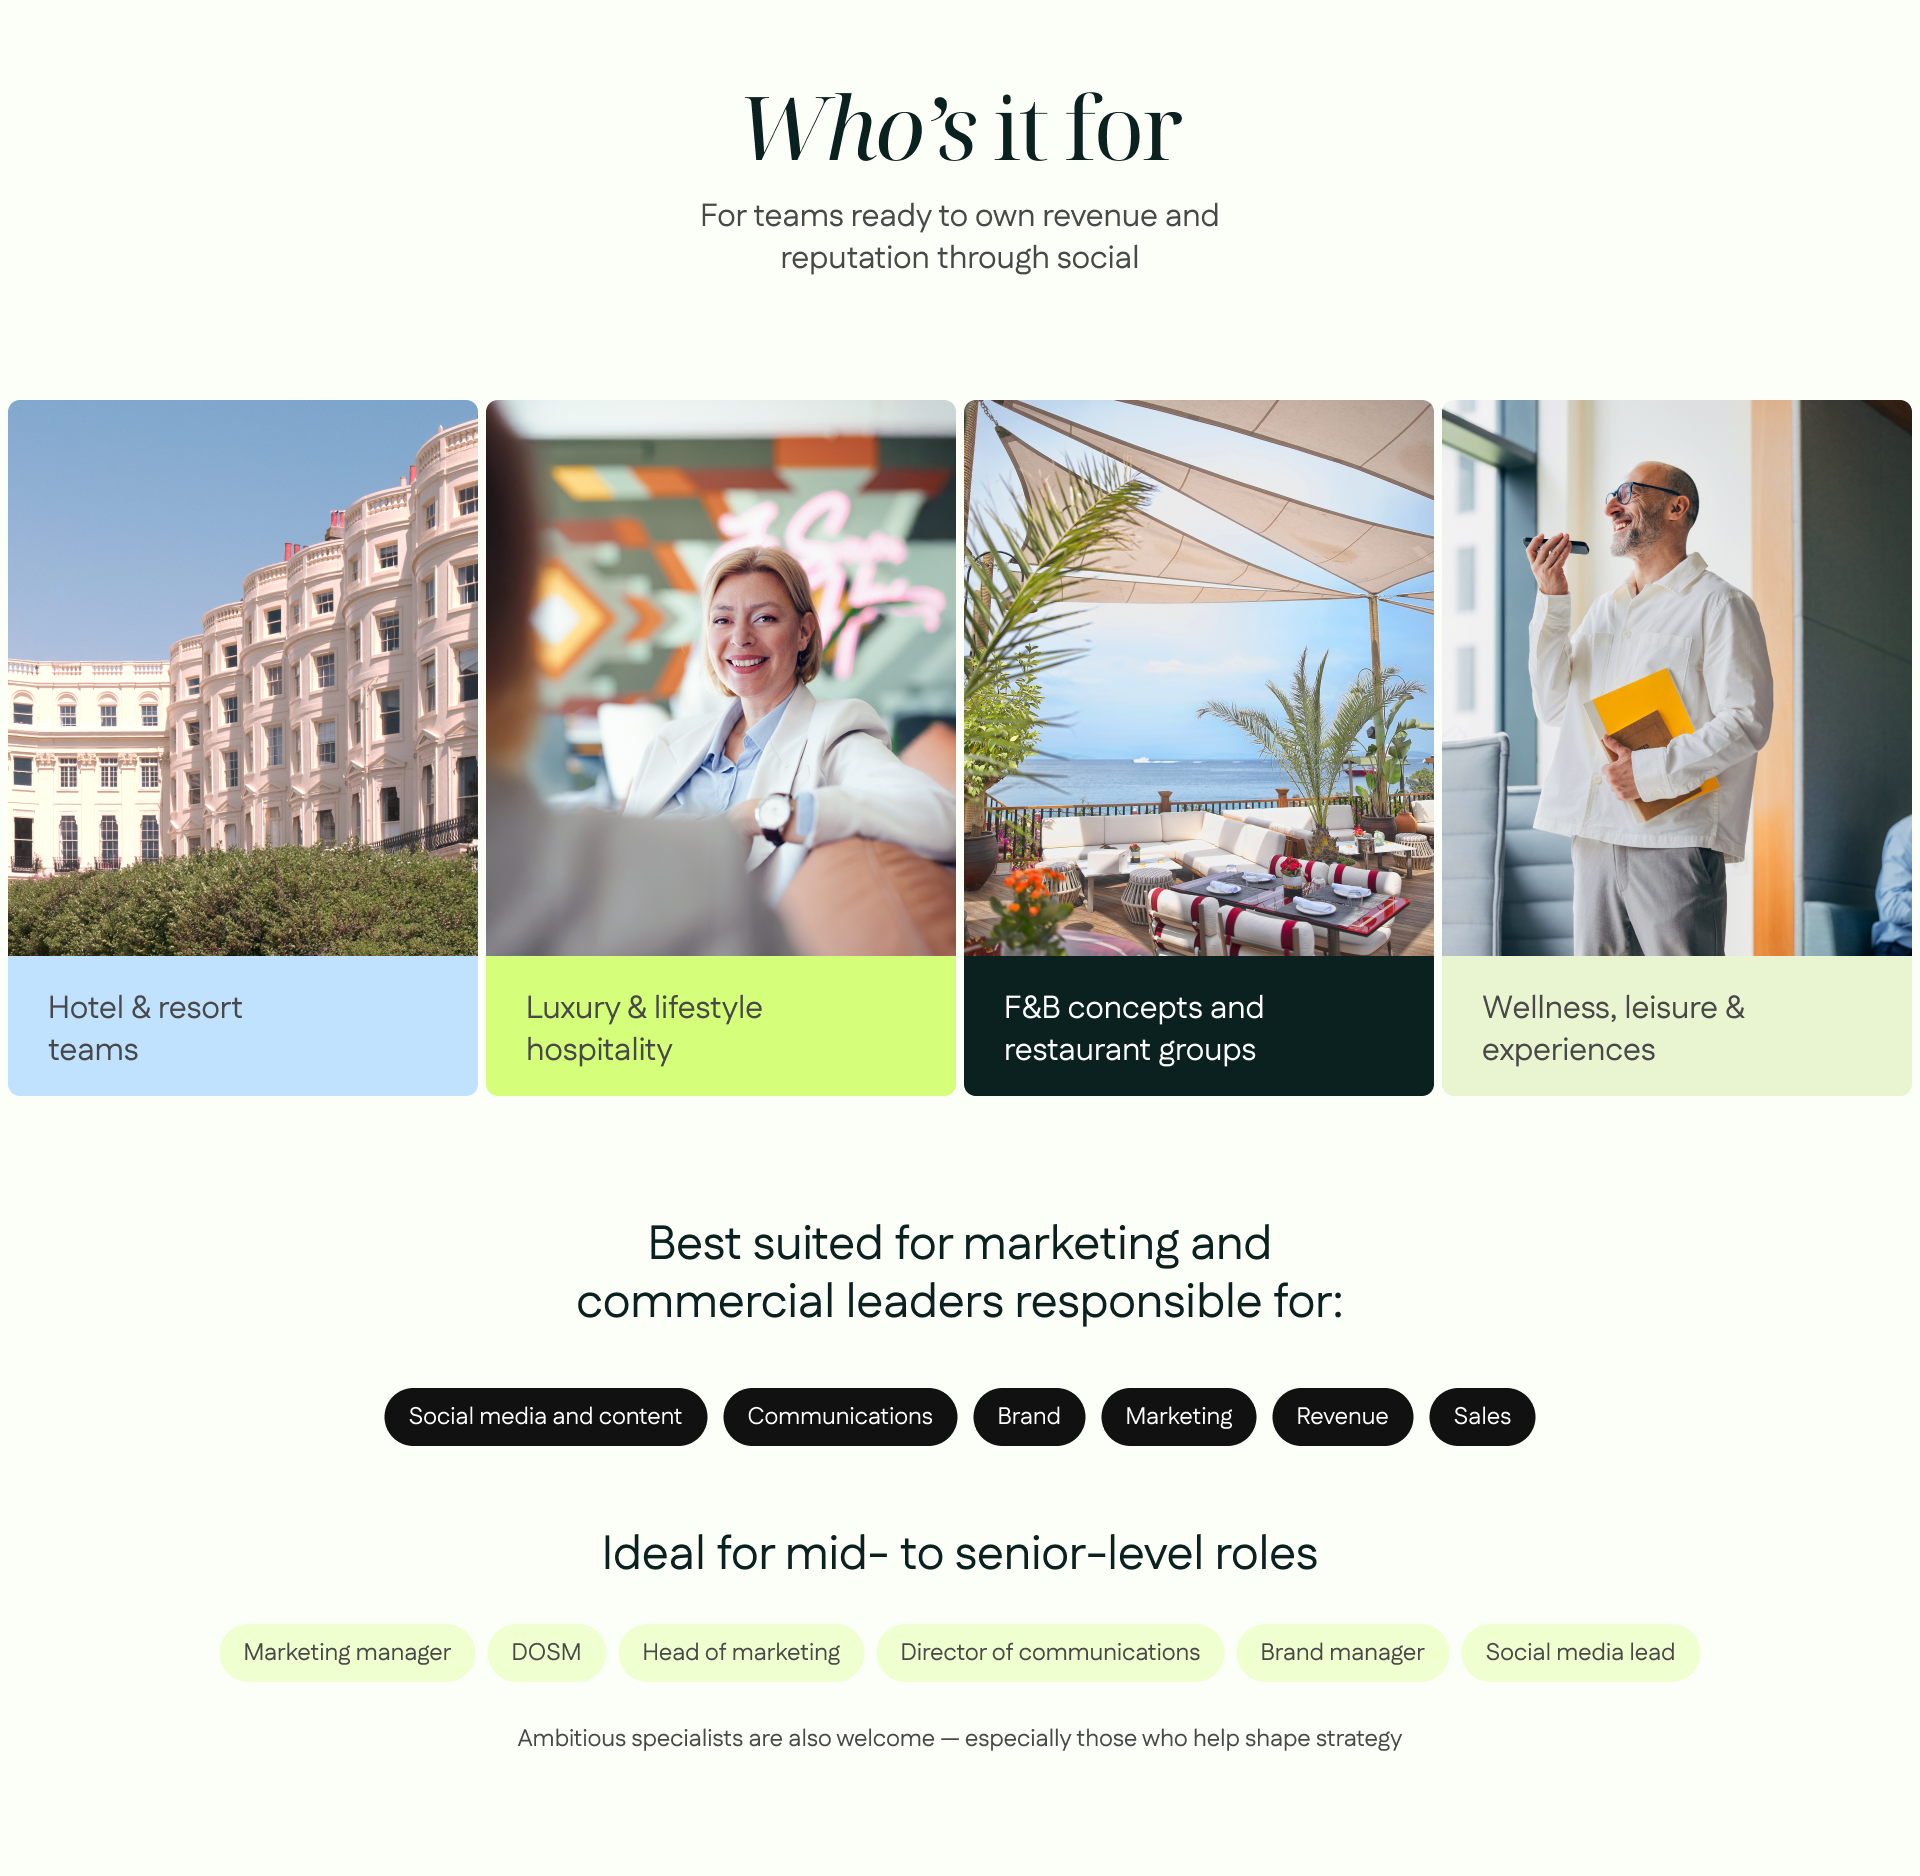 Who's it for
For teams ready to own revenue and
reputation through social
Hotel & resort
teams
Luxury & lifestyle
hospitality
F&B concepts and
restaurant groups
Wellness, leisure &
experiences
Best suited for marketing and
commercial leaders responsible for:
Social media and content
Communications
Brand
Marketing
Revenue
Sales
Ideal for mid- to senior-level roles
Marketing manager
DOSM
Head of marketing
Director of communications
Brand manager
Social media lead
Ambitious specialists are also welcome — especially those who help shape strategy